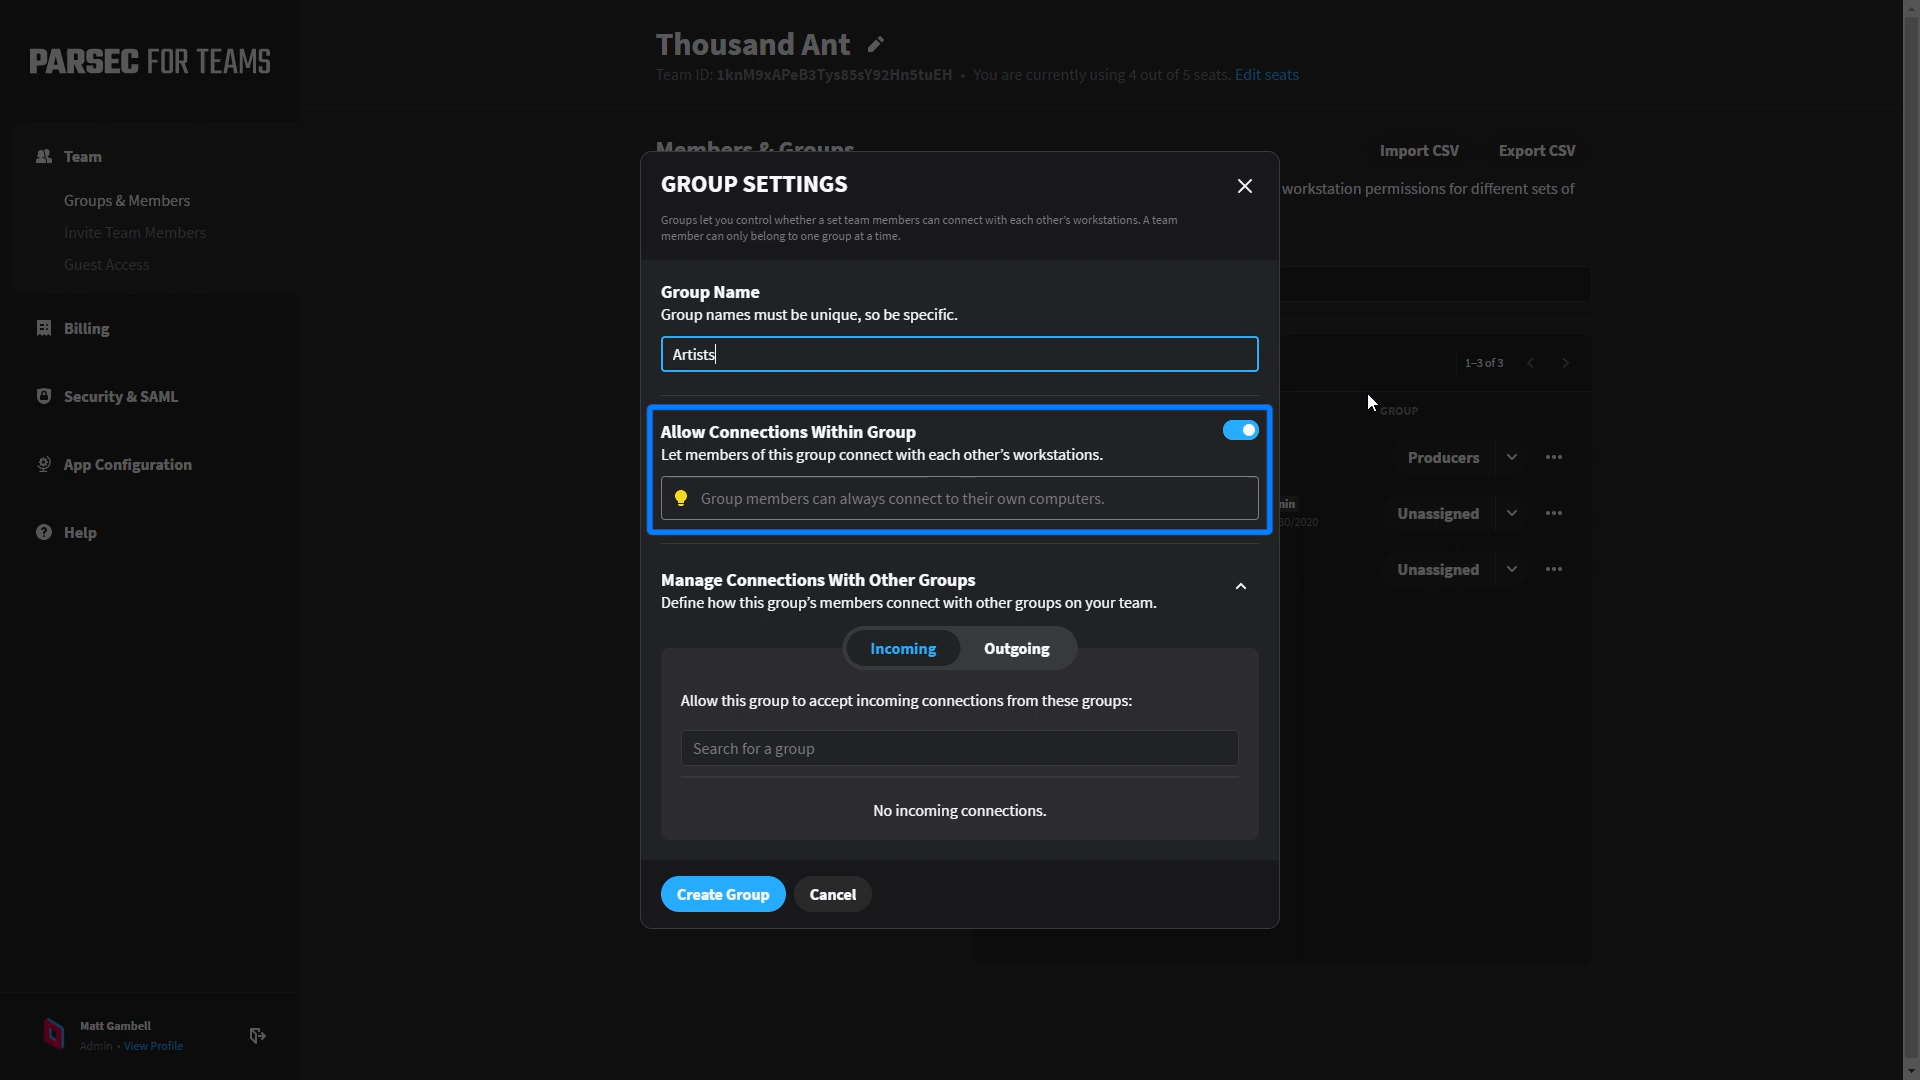 PARSEC FOR TEAMS
Thousand Ant
Team ID: 1knM9xAPeB3Tys85sY92Hn5tuEH • You are currently using 4 out of 5 seats. Edit seats
Team
Groups & Members
Invite Team Members
Guest Access
Billing
Security & SAML
App Configuration
Help
Members & Groups
Import CSV
Export CSV
workstation permissions for different sets of
GROUP SETTINGS
Groups let you control whether a set team members can connect with each other's workstations. A team
member can only belong to one group at a time.
Group Name
Group names must be unique, so be specific.
Artists
Allow Connections Within Group
Let members of this group connect with each other's workstations.
Group members can always connect to their own computers.
Manage Connections With Other Groups
Define how this group's members connect with other groups on your team.
Incoming
Outgoing
Allow this group to accept incoming connections from these groups:
Search for a group
No incoming connections.
Create Group
Cancel
1–3 of 3
GROUP
Producers
Unassigned
Unassigned
30/2020
Matt Gambell
Admin • View Profile